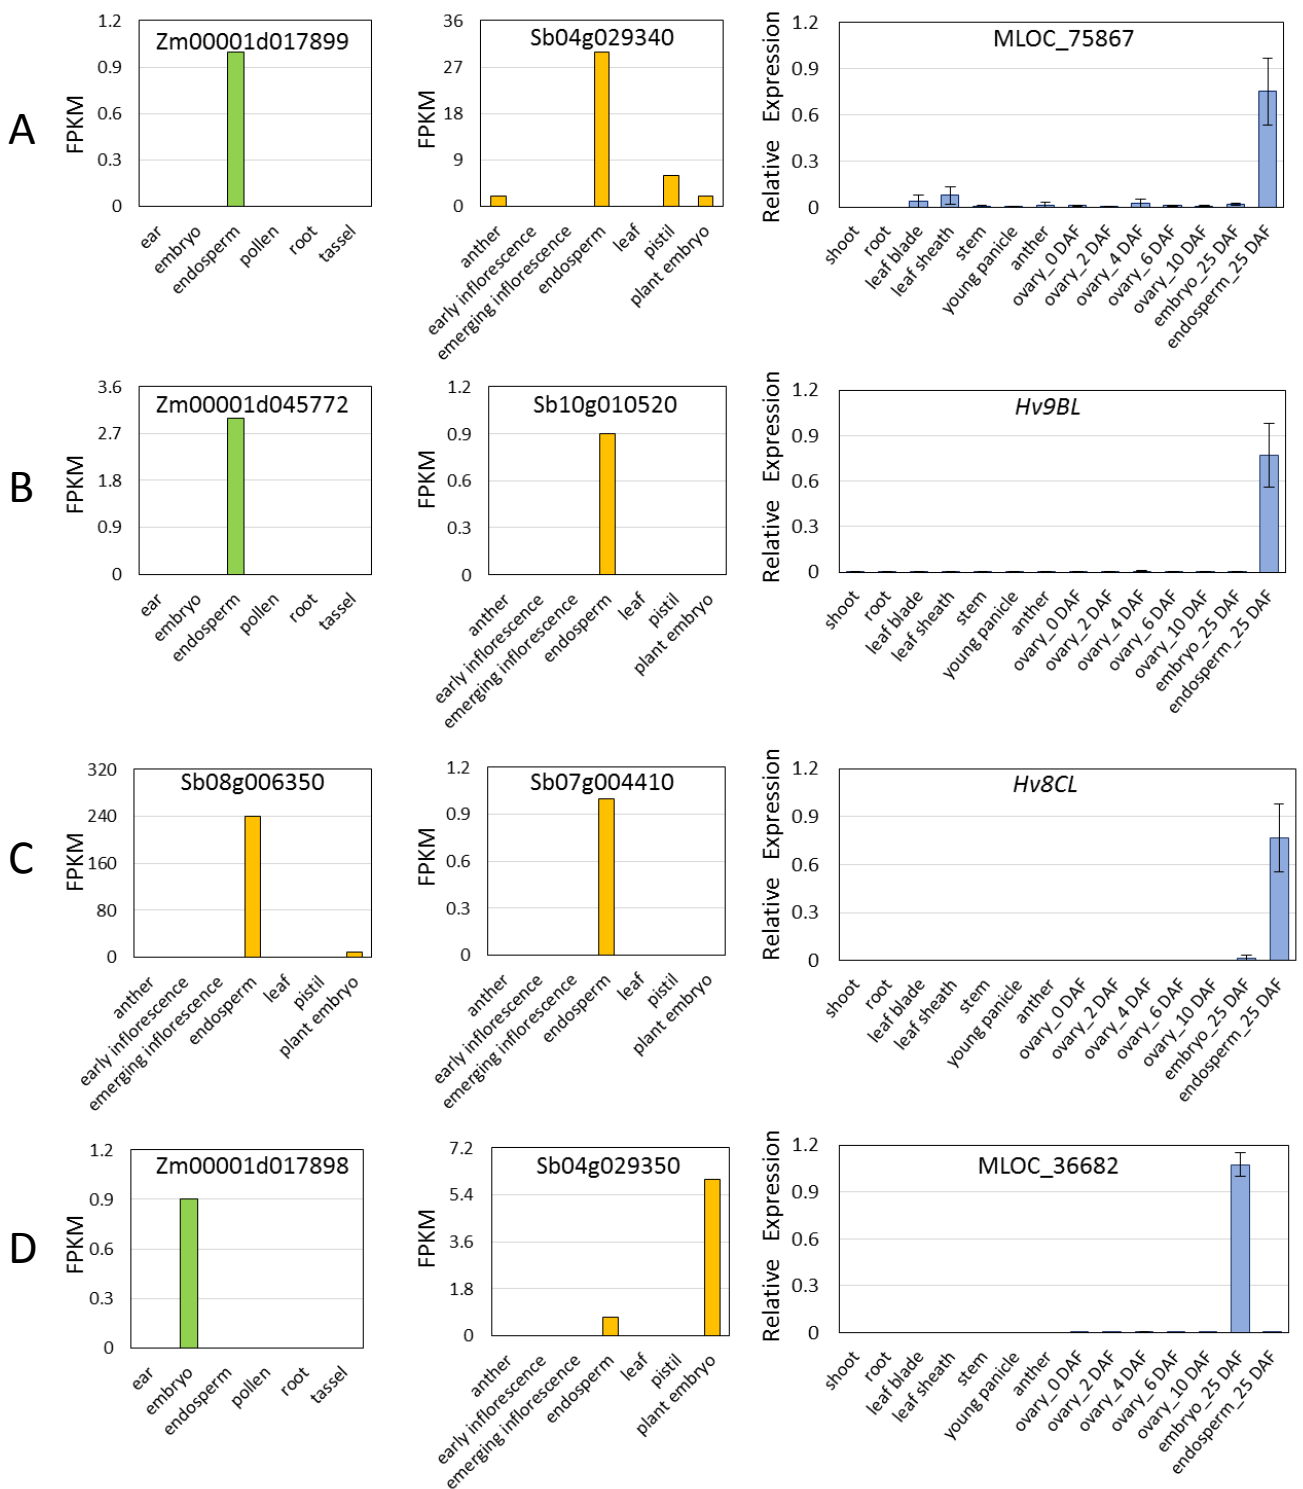 A
Zm00001d017899
FPKM
1.2
0.9
0.6
0.3
0
ear
embryo
endosperm
pollen
root
tassel
Sb04g029340
FPKM
36
27
18
9
0
anther
early inflorescence
emerging inflorescence
endosperm
leaf
pistil
plant embryo
MLOC_75867
Relative Expression
1.2
0.9
0.6
0.3
0
shoot
root
leaf blade
leaf sheath
stem
young panicle
anther
ovary_0 DAF
ovary_2 DAF
ovary_4 DAF
ovary_6 DAF
ovary_10 DAF
embryo_25 DAF
endosperm_25 DAF
B
Zm00001d045772
FPKM
3.6
2.7
1.8
0.9
0
ear
embryo
endosperm
pollen
root
tassel
Sb10g010520
FPKM
1.2
0.9
0.6
0.3
0
anther
early inflorescence
emerging inflorescence
endosperm
leaf
pistil
plant embryo
Hv9BL
Relative Expression
1.2
0.9
0.6
0.3
0
shoot
root
leaf blade
leaf sheath
stem
young panicle
anther
ovary_0 DAF
ovary_2 DAF
ovary_4 DAF
ovary_6 DAF
ovary_10 DAF
embryo_25 DAF
endosperm_25 DAF
C
Sb08g006350
FPKM
320
240
160
80
0
anther
early inflorescence
emerging inflorescence
endosperm
leaf
pistil
plant embryo
Sb07g004410
FPKM
1.2
0.9
0.6
0.3
0
anther
early inflorescence
emerging inflorescence
endosperm
leaf
pistil
plant embryo
Hv8CL
Relative Expression
1.2
0.9
0.6
0.3
0
shoot
root
leaf blade
leaf sheath
stem
young panicle
anther
ovary_0 DAF
ovary_2 DAF
ovary_4 DAF
ovary_6 DAF
ovary_10 DAF
embryo_25 DAF
endosperm_25 DAF
D
Zm00001d017898
FPKM
1.2
0.9
0.6
0.3
0
ear
embryo
endosperm
pollen
root
tassel
Sb04g029350
FPKM
7.2
5.4
3.6
1.8
0
anther
early inflorescence
emerging inflorescence
endosperm
leaf
pistil
plant embryo
MLOC_36682
Relative Expression
1.2
0.9
0.6
0.3
0
shoot
root
leaf blade
leaf sheath
stem
young panicle
anther
ovary_0 DAF
ovary_2 DAF
ovary_4 DAF
ovary_6 DAF
ovary_10 DAF
embryo_25 DAF
endosperm_25 DAF